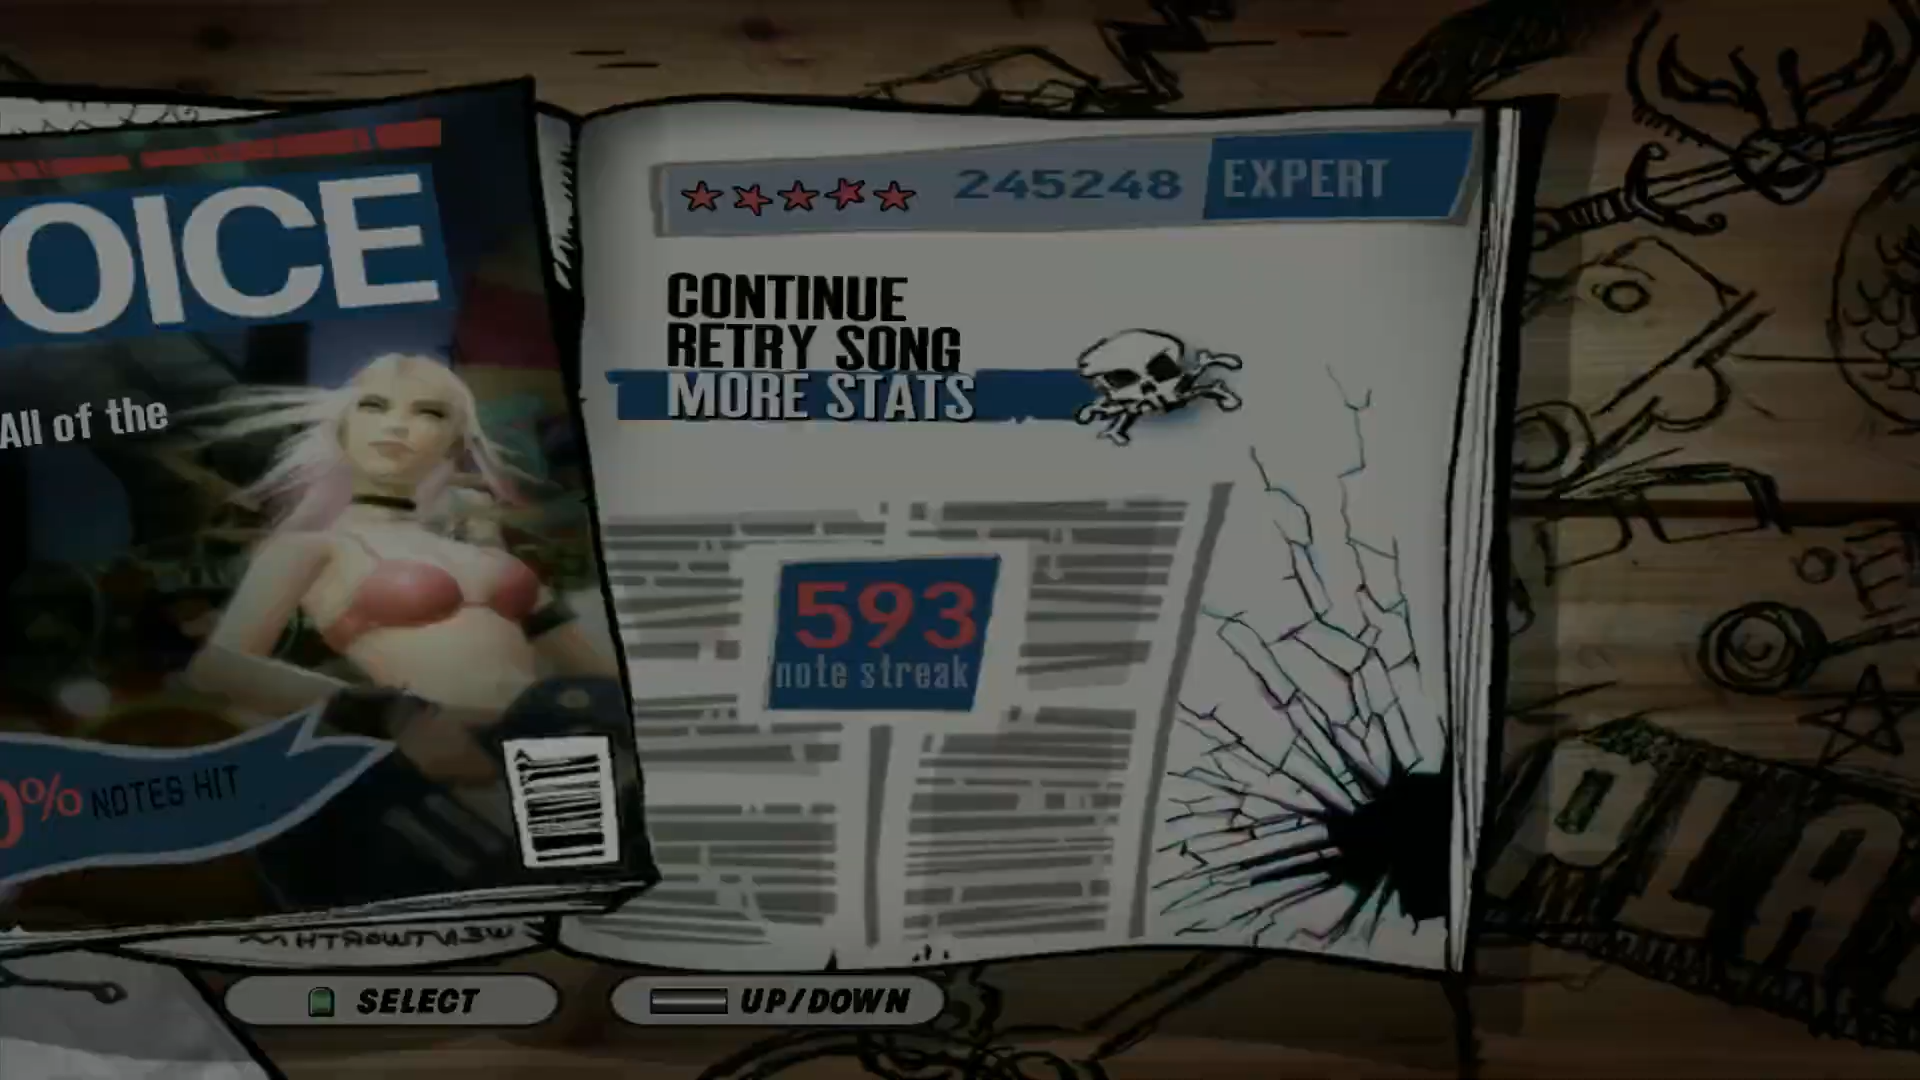 OICE
All of the
0% NOTES HIT
245248 EXPERT
CONTINUE
RETRY SONG
MORE STATS
593
note streak
SELECT
UP/DOWN